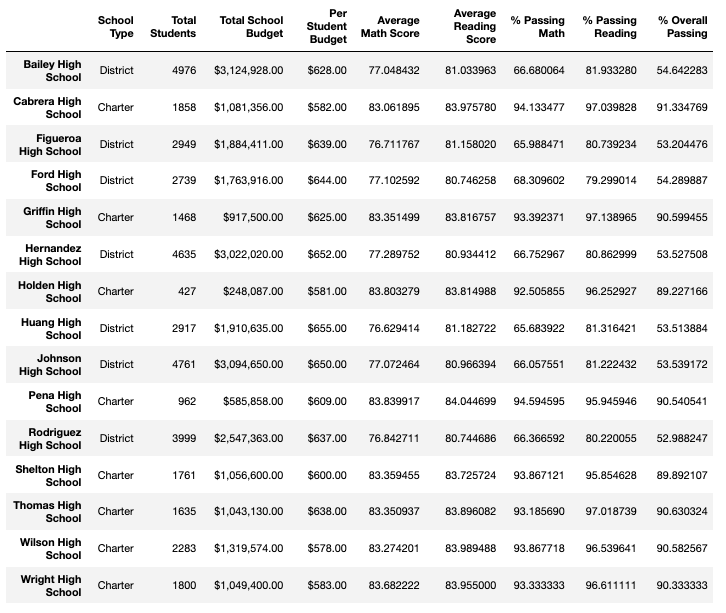 School Type Total Students Total School Budget Per Student Budget Average Math Score Average Reading Score % Passing Math % Passing Reading % Overall Passing
Bailey High School District 4976 $3,124,928.00 $628.00 77.048432 81.033963 66.680064 81.933280 54.642283
Cabrera High School Charter 1858 $1,081,356.00 $582.00 83.061895 83.975780 94.133477 97.039828 91.334769
Figueroa High School District 2949 $1,884,411.00 $639.00 76.711767 81.158020 65.988471 80.739234 53.204476
Ford High School District 2739 $1,763,916.00 $644.00 77.102592 80.746258 68.309602 79.299014 54.289887
Griffin High School Charter 1468 $917,500.00 $625.00 83.351499 83.816757 93.392371 97.138965 90.599455
Hernandez High School District 4635 $3,022,020.00 $652.00 77.289752 80.934412 66.752967 80.862999 53.527508
Holden High School Charter 427 $248,087.00 $581.00 83.803279 83.814988 92.505855 96.252927 89.227166
Huang High School District 2917 $1,910,635.00 $655.00 76.629414 81.182722 65.683922 81.316421 53.513884
Johnson High School District 4761 $3,094,650.00 $650.00 77.072464 80.966394 66.057551 81.222432 53.539172
Pena High School Charter 962 $585,858.00 $609.00 83.839917 84.044699 94.594595 95.945946 90.540541
Rodriguez High School District 3999 $2,547,363.00 $637.00 76.842711 80.744686 66.366592 80.220055 52.988247
Shelton High School Charter 1761 $1,056,600.00 $600.00 83.359455 83.725724 93.867121 95.854628 89.892107
Thomas High School Charter 1635 $1,043,130.00 $638.00 83.350937 83.896082 93.185690 97.018739 90.630324
Wilson High School Charter 2283 $1,319,574.00 $578.00 83.274201 83.989488 93.867718 96.539641 90.582567
Wright High School Charter 1800 $1,049,400.00 $583.00 83.682222 83.955000 93.333333 96.611111 90.333333